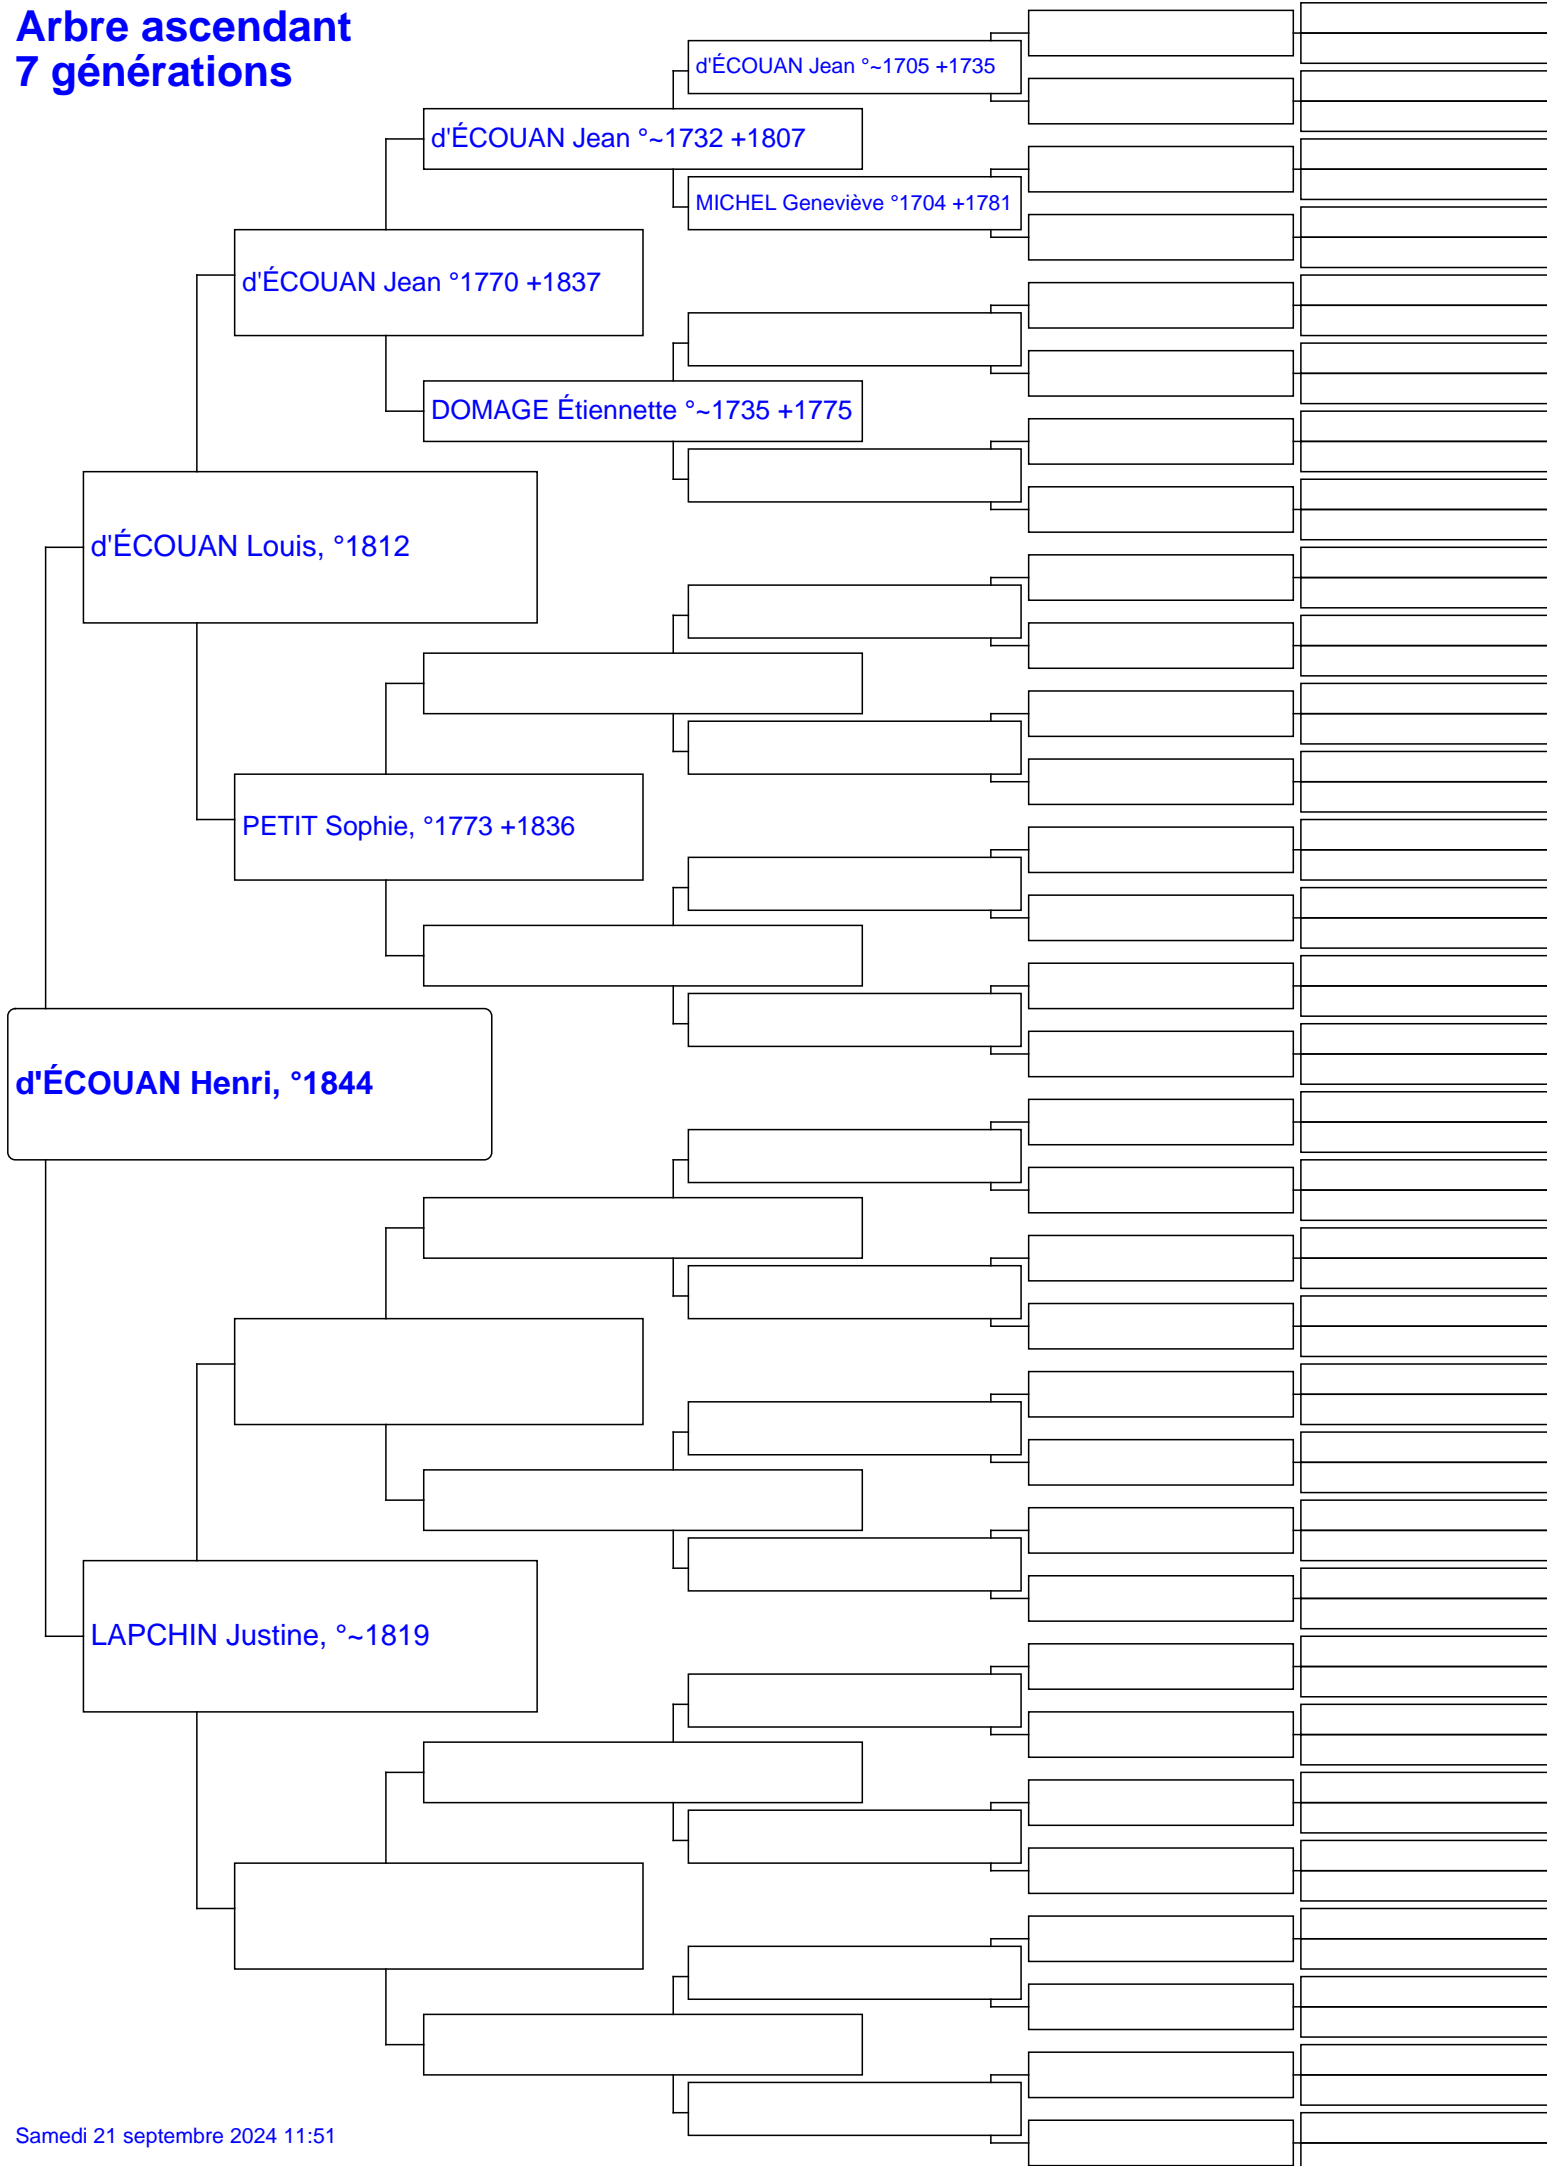 Arbre ascendant
7 générations
d'ÉCOUAN Jean °~1705 +1735
d'ÉCOUAN Jean °~1732 +1807
MICHEL Geneviève °1704 +1781
d'ÉCOUAN Jean °1770 +1837
DOMAGE Étiennette °~1735 +1775
d'ÉCOUAN Louis, °1812
PETIT Sophie, °1773 +1836
d'ÉCOUAN Henri, °1844
LAPCHIN Justine, °~1819
Samedi 21 septembre 2024 11:51